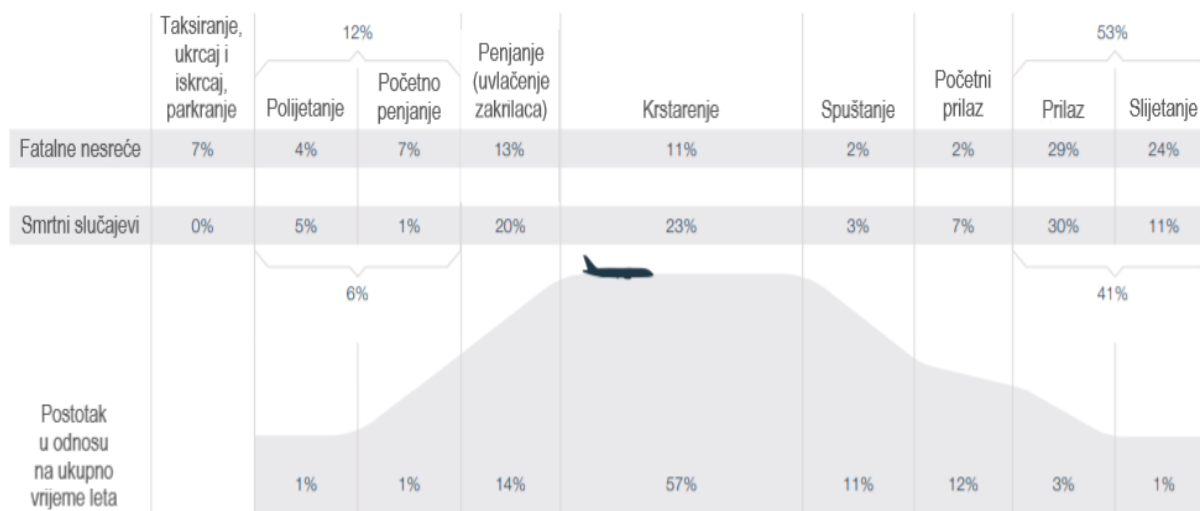 Taksiranje,
ukrcaj i
iskrcaj,
parkranje
12%
Polijetanje
Početno
penjanje
Penjanje
(uvlačenje
zakrilaca)
Krstarenje
Spuštanje
Početni
prilaz
53%
Prilaz
Slijetanje
Fatalne nesreće 7% 4% 7% 13% 11% 2% 2% 29% 24%
Smrtni slučajevi 0% 5% 1% 20% 23% 3% 7% 30% 11%
6%
41%
Postotak
u odnosu
na ukupno
vrijeme leta
1% 1% 14% 57% 11% 12% 3% 1%